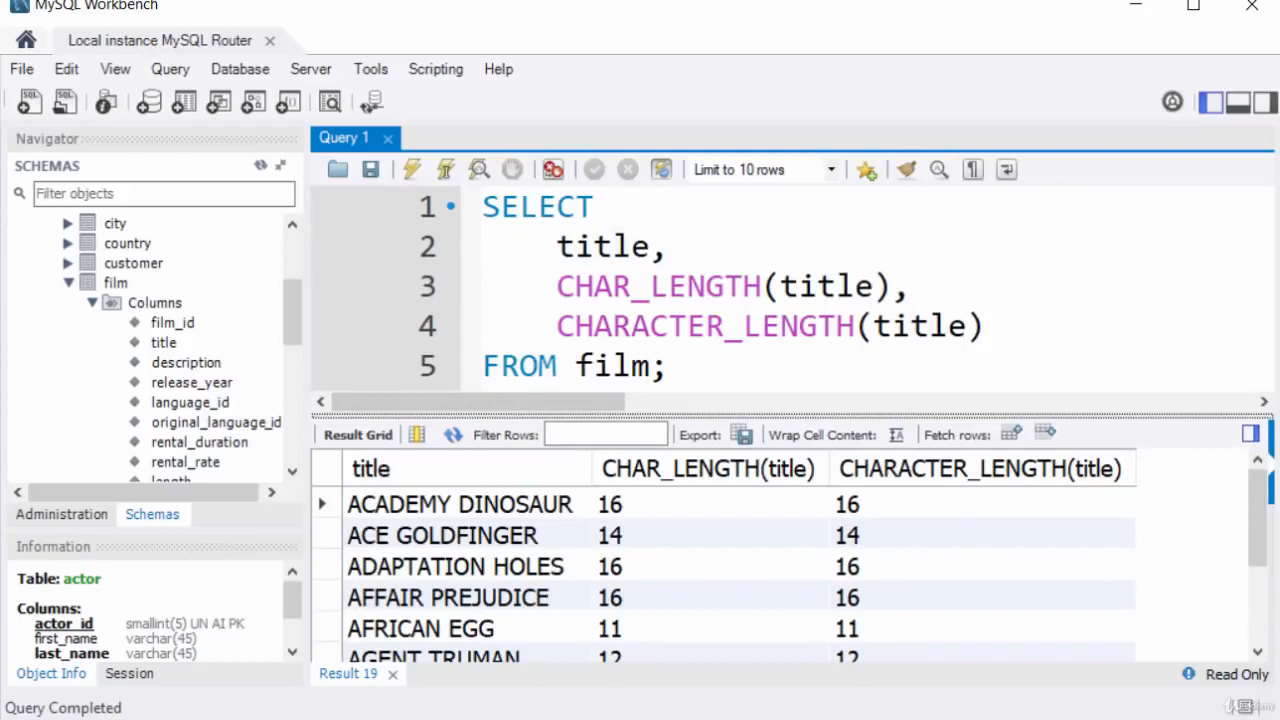 MySQL Workbench
Local instance MySQL Router
File Edit View Query Database Server Tools Scripting Help
Navigator
SCHEMAS
Filter objects
city
country
customer
film
Columns
film_id
title
description
release_year
language_id
original_language_id
rental_duration
rental_rate
length
Administration Schemas
Information
Table: actor
Columns:
actor_id smallint(5) UN AI PK
first_name varchar(45)
last_name varchar(45)
Object Info Session
Query Completed
Query 1
Limit to 10 rows
1 SELECT
2 title,
3 CHAR_LENGTH(title),
4 CHARACTER_LENGTH(title)
5 FROM film;
Result Grid Filter Rows: Export: Wrap Cell Content: Fetch rows:
title CHAR_LENGTH(title) CHARACTER_LENGTH(title)
ACADEMY DINOSAUR 16 16
ACE GOLDFINGER 14 14
ADAPTATION HOLES 16 16
AFFAIR PREJUDICE 16 16
AFRICAN EGG 11 11
AGENT TRUMAN 12 12
Result 19 Read Only